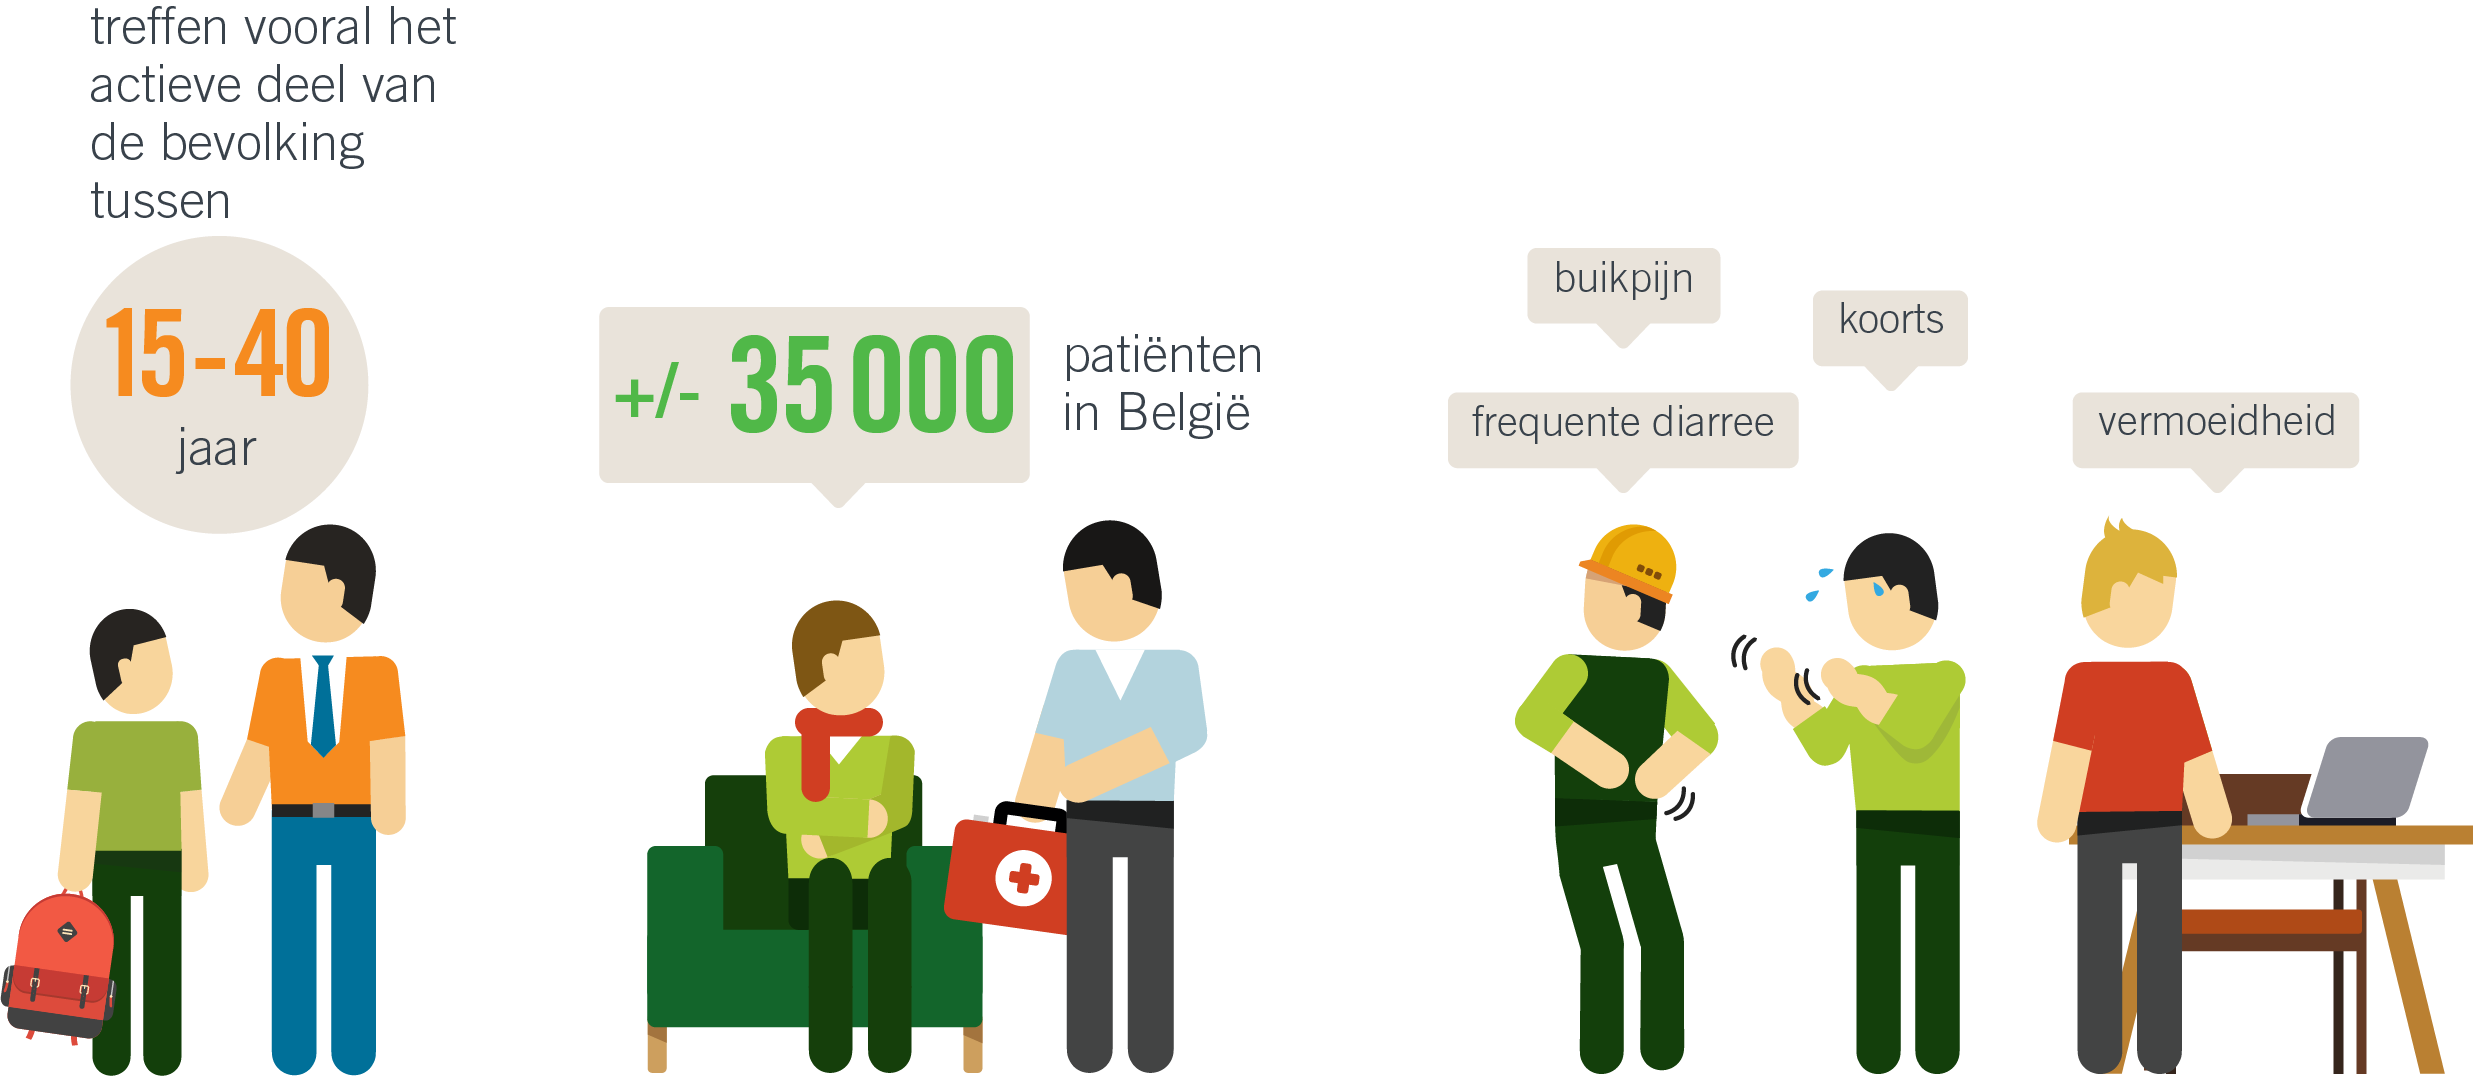 treffen vooral het
actieve deel van
de bevolking
tussen
15-40
jaar
+/- 35 000
patiënten
in België
buikpijn
koorts
frequente diarree
vermoeidheid